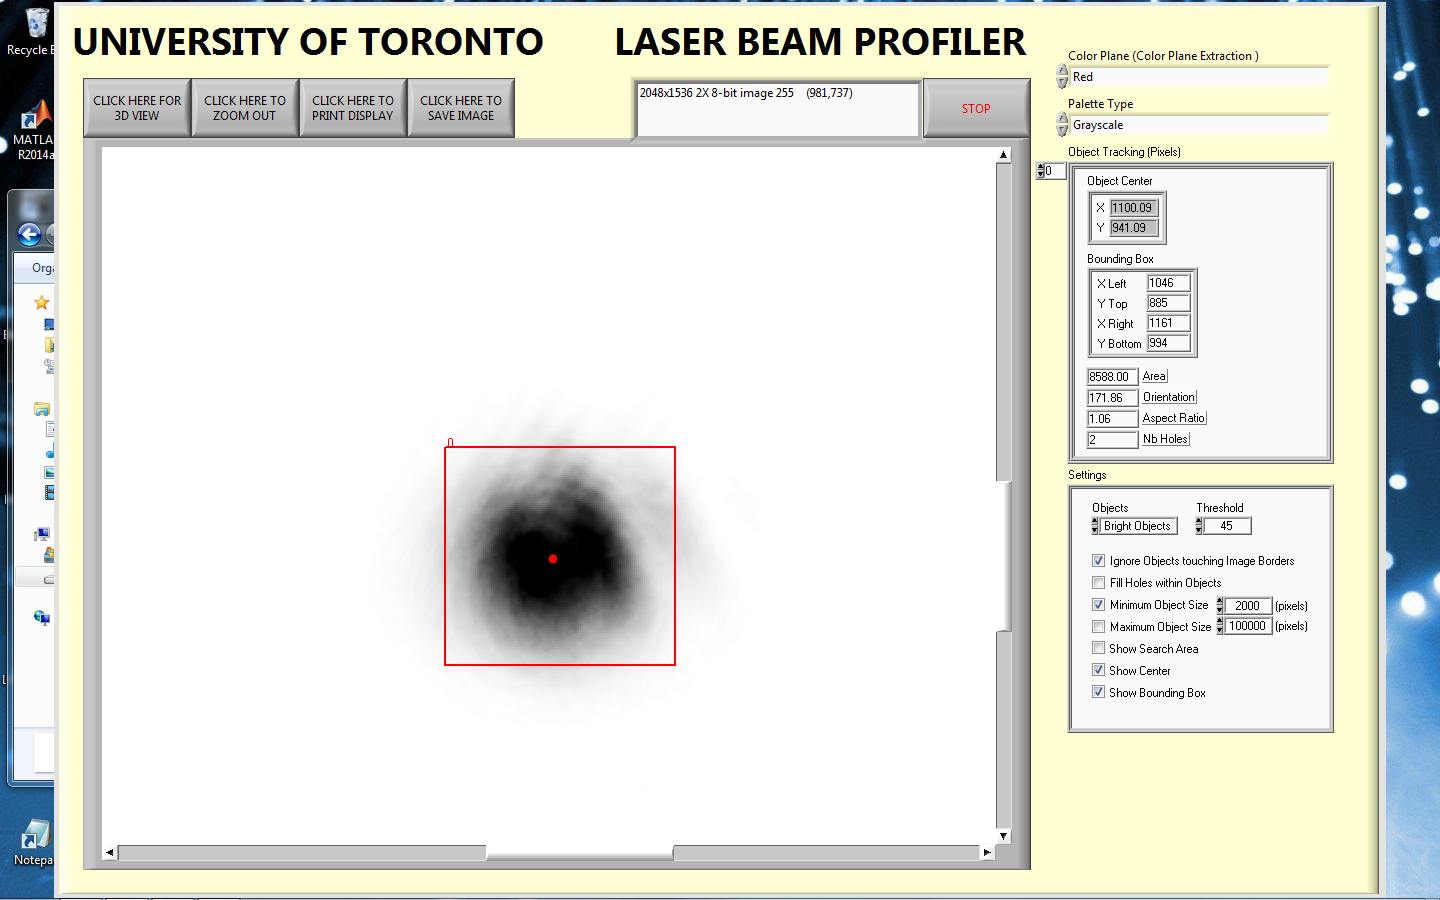 UNIVERSITY OF TORONTO LASER BEAM PROFILER
Recycle
MATLA
R2014a
Orga
Notepa
CLICK HERE FOR
3D VIEW
CLICK HERE TO
ZOOM OUT
CLICK HERE TO
PRINT DISPLAY
CLICK HERE TO
SAVE IMAGE
2048x1536 2X 8-bit image 255 (981,737)
STOP
0
Color Plane (Color Plane Extraction )
Red
Palette Type
Grayscale
Object Tracking (Pixels)
0
Object Center
X 1100.09
Y 941.09
Bounding Box
X Left 1046
Y Top 885
X Right 1161
Y Bottom 994
8588.00 Area
171.86 Orientation
1.06 Aspect Ratio
2 Nb Holes
Settings
Objects Threshold
Bright Objects 45
Ignore Objects touching Image Borders
Fill Holes within Objects
Minimum Object Size 2000 (pixels)
Maximum Object Size 100000 (pixels)
Show Search Area
Show Center
Show Bounding Box